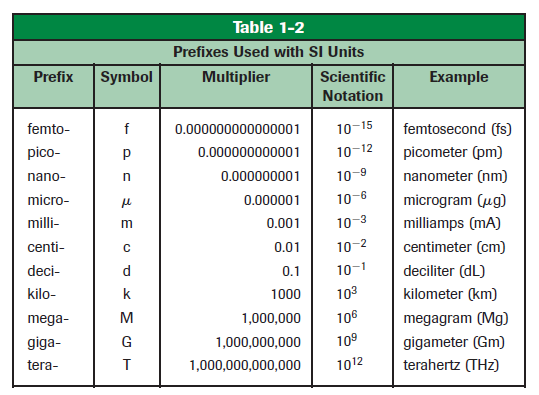 Table 1-2
Prefixes Used with SI Units
Prefix Symbol Multiplier Scientific Notation Example
femto- f 0.000000000000001 10⁻¹⁵ femtosecond (fs)
pico- p 0.000000000001 10⁻¹² picometer (pm)
nano- n 0.000000001 10⁻⁹ nanometer (nm)
micro- μ 0.000001 10⁻⁶ microgram (μg)
milli- m 0.001 10⁻³ milliamps (mA)
centi- c 0.01 10⁻² centimeter (cm)
deci- d 0.1 10⁻¹ deciliter (dL)
kilo- k 1000 10³ kilometer (km)
mega- M 1,000,000 10⁶ megagram (Mg)
giga- G 1,000,000,000 10⁹ gigameter (Gm)
tera- T 1,000,000,000,000 10¹² terahertz (THz)